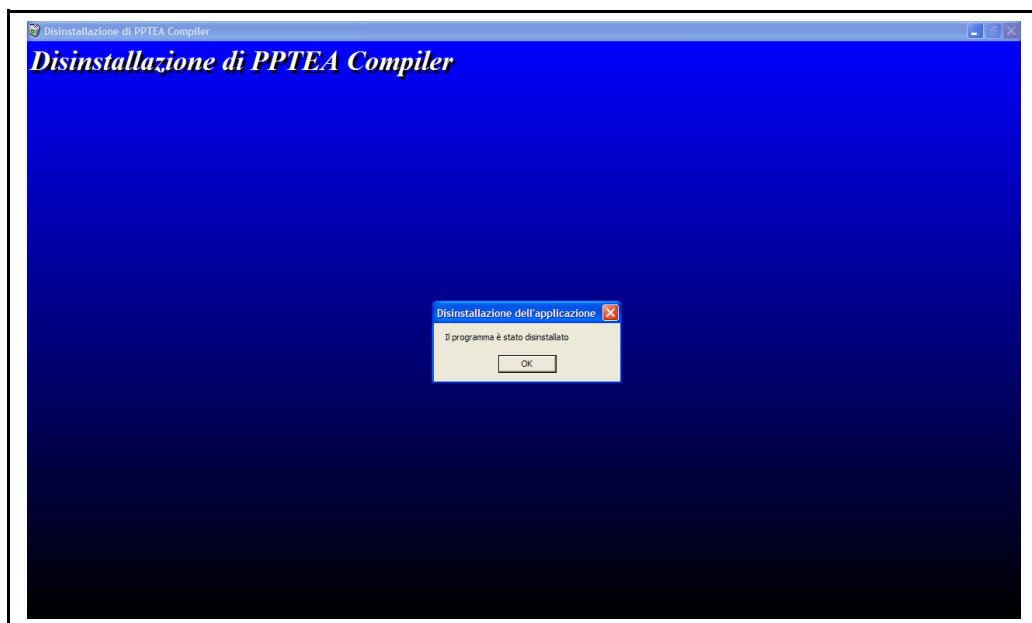 Disinstallazione di PPTEA Compiler
Disinstallazione di PPTEA Compiler
Disinstallazione dell'applicazione
Il programma è stato disinstallato
OK